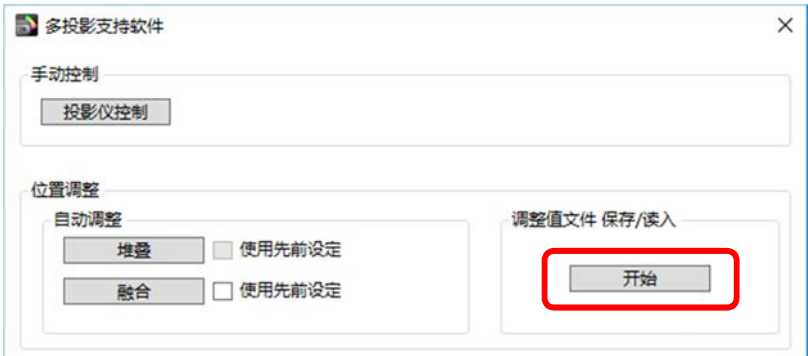 多投影支持软件
手动控制
投影仪控制
位置调整
自动调整
堆叠
使用先前设定
融合
使用先前设定
调整值文件 保存/读入
开始